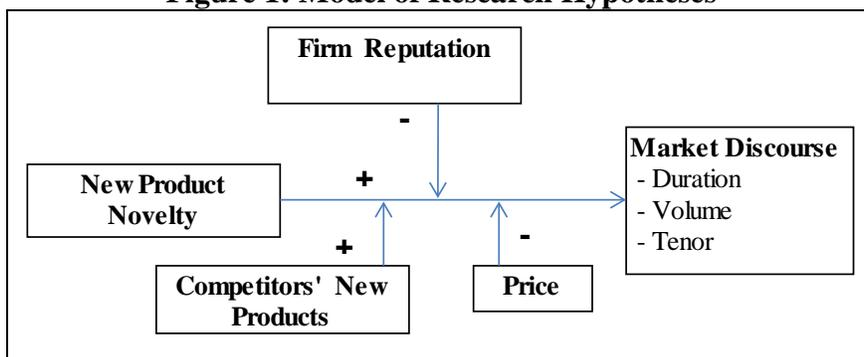 Figure 1: Model of Research Hypotheses
Firm Reputation
-
Market Discourse
- Duration
- Volume
- Tenor
+
New Product
Novelty
+
-
Competitors' New
Products
Price